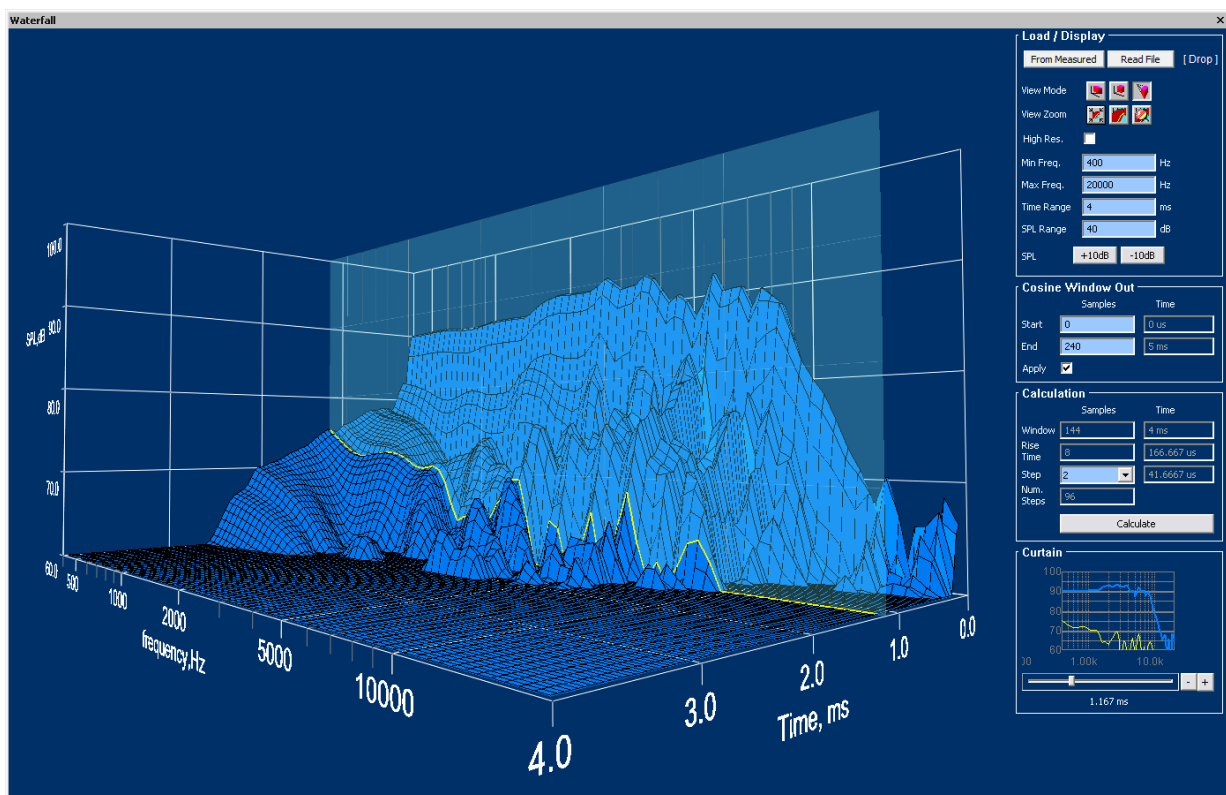 Waterfall x
Load / Display
From Measured Read File [ Drop ]
View Mode
View Zoom
High Res.
Min Freq. 400 Hz
Max Freq. 20000 Hz
Time Range 4 ms
SPL Range 40 dB
SPL +10dB -10dB
Cosine Window Out
Samples Time
Start 0 0 us
End 240 5 ms
Apply
Calculation
Samples Time
Window 144 4 ms
Rise Time 8 166.667 us
Step 2 41.6667 us
Num. Steps 96
Calculate
Curtain
100
90
80
70
60
00 1.00k 10.0k
- +
1.167 ms
100.0
90.0
80.0
70.0
60.0
SPL,dB
500 1000 2000 5000 10000
frequency,Hz
4.0 3.0 2.0 1.0 0.0
Time, ms